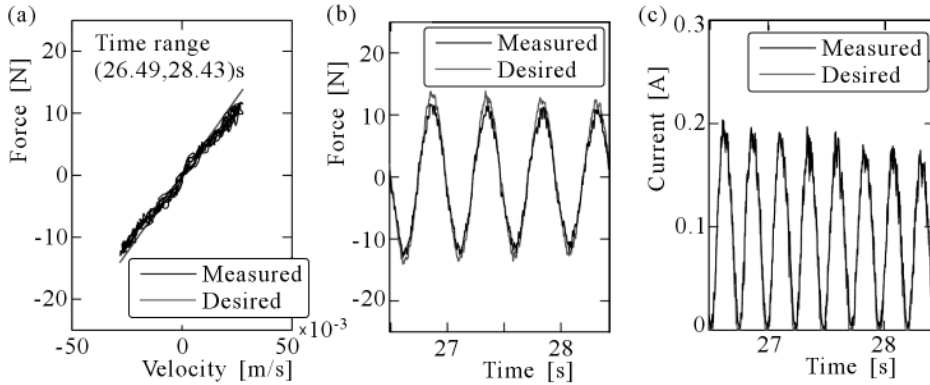 (a)
Force [N]
20
10
0
-10
-20
Time range
(26.49,28.43)s
Measured
Desired
-50
0
50
×10-3
Velocity [m/s]
(b)
Force [N]
20
10
0
-10
-20
Measured
Desired
27
28
Time [s]
(c)
Current [A]
0.3
0.2
0.1
0
Measured
Desired
27
28
Time [s]